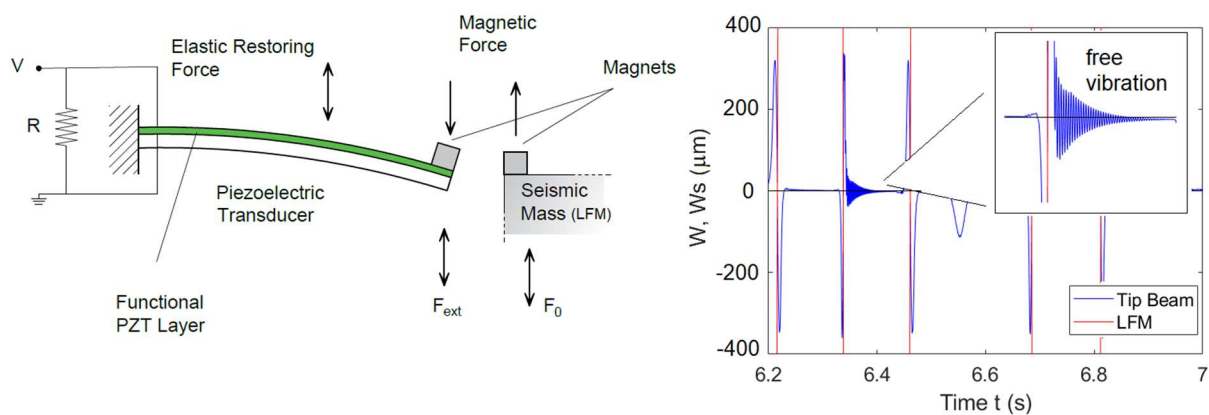 V
R
Elastic Restoring
Force
Magnetic
Force
Magnets
Piezoelectric
Transducer
Seismic
Mass (LFM)
Functional
PZT Layer
Fext
F0
W, Ws (μm)
400
200
0
-200
-400
free
vibration
Tip Beam
LFM
6.2
6.4
6.6
6.8
7
Time t (s)